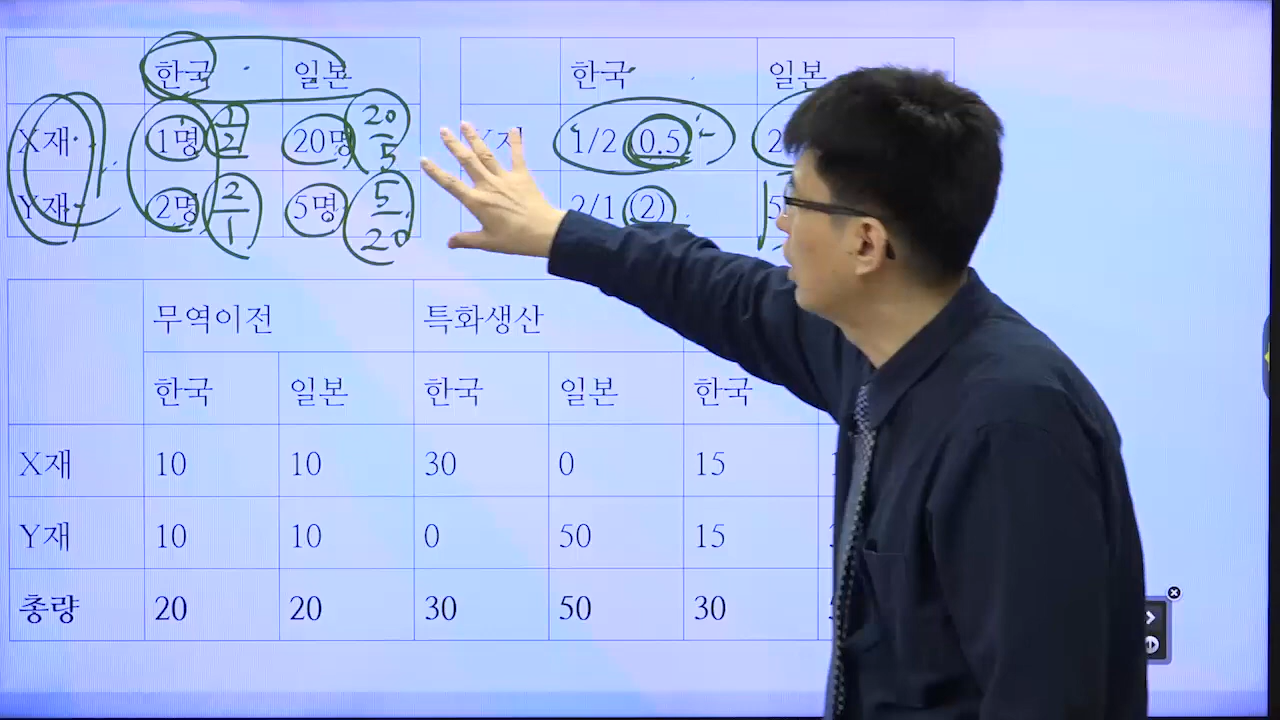 한국 일본
X재 1명 1/2 20명 20/5
Y재 2명 2/1 5명 5/20
한국 일본
1/2 0.5 2
2/1 (2) 5
무역이전 특화생산
한국 일본 한국 일본 한국
X재 10 10 30 0 15
Y재 10 10 0 50 15
총량 20 20 30 50 30